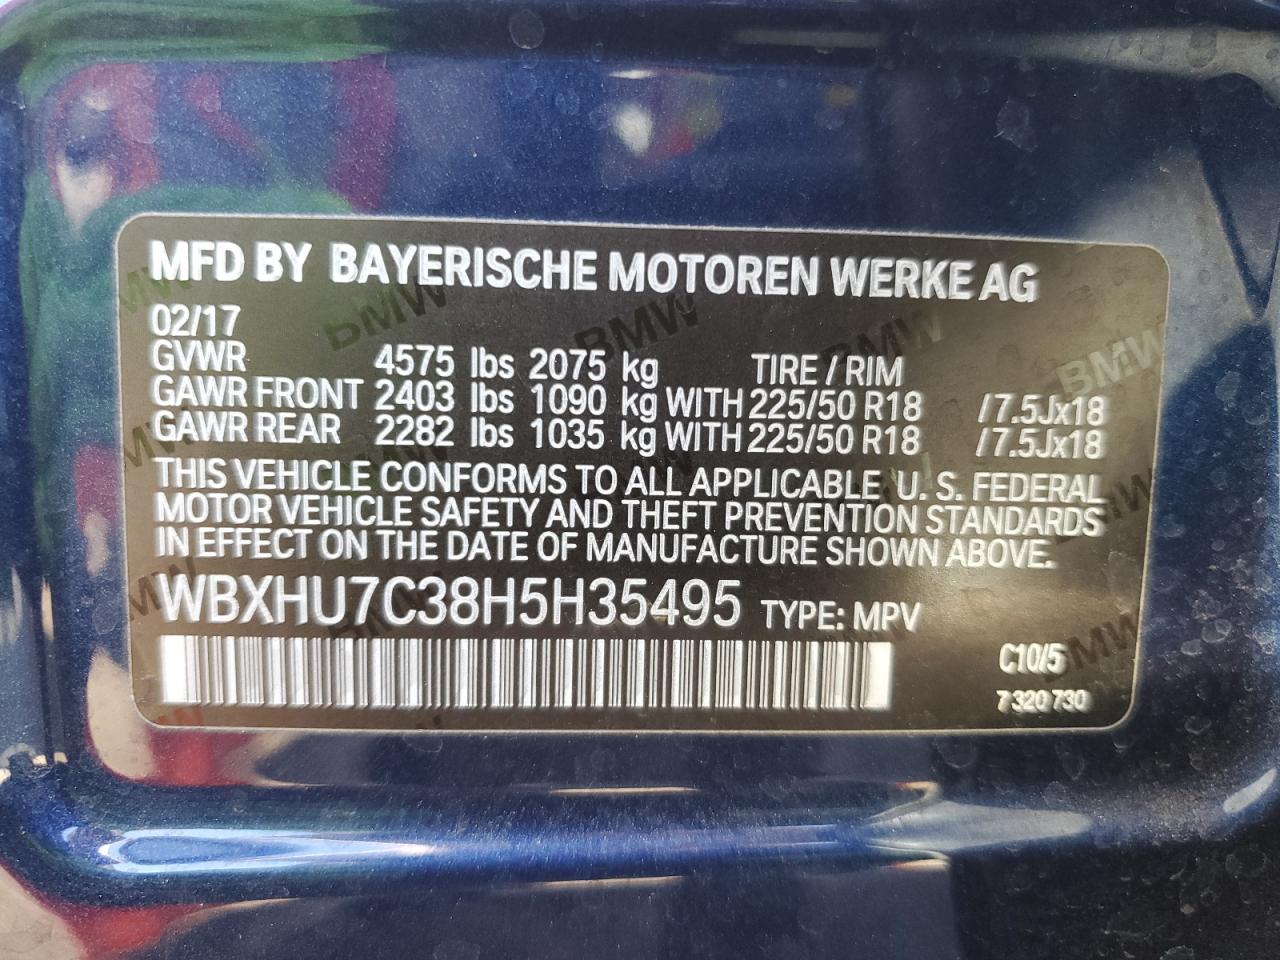 MFD BY BAYERISCHE MOTOREN WERKE AG
02/17
GVWR 4575 lbs 2075 kg TIRE / RIM
GAWR FRONT 2403 lbs 1090 kg WITH 225/50 R18 /7.5Jx18
GAWR REAR 2282 lbs 1035 kg WITH 225/50 R18 /7.5Jx18
THIS VEHICLE CONFORMS TO ALL APPLICABLE U. S. FEDERAL
MOTOR VEHICLE SAFETY AND THEFT PREVENTION STANDARDS
IN EFFECT ON THE DATE OF MANUFACTURE SHOWN ABOVE.
WBXHU7C38H5H35495 TYPE: MPV
C10/5
7 320 730